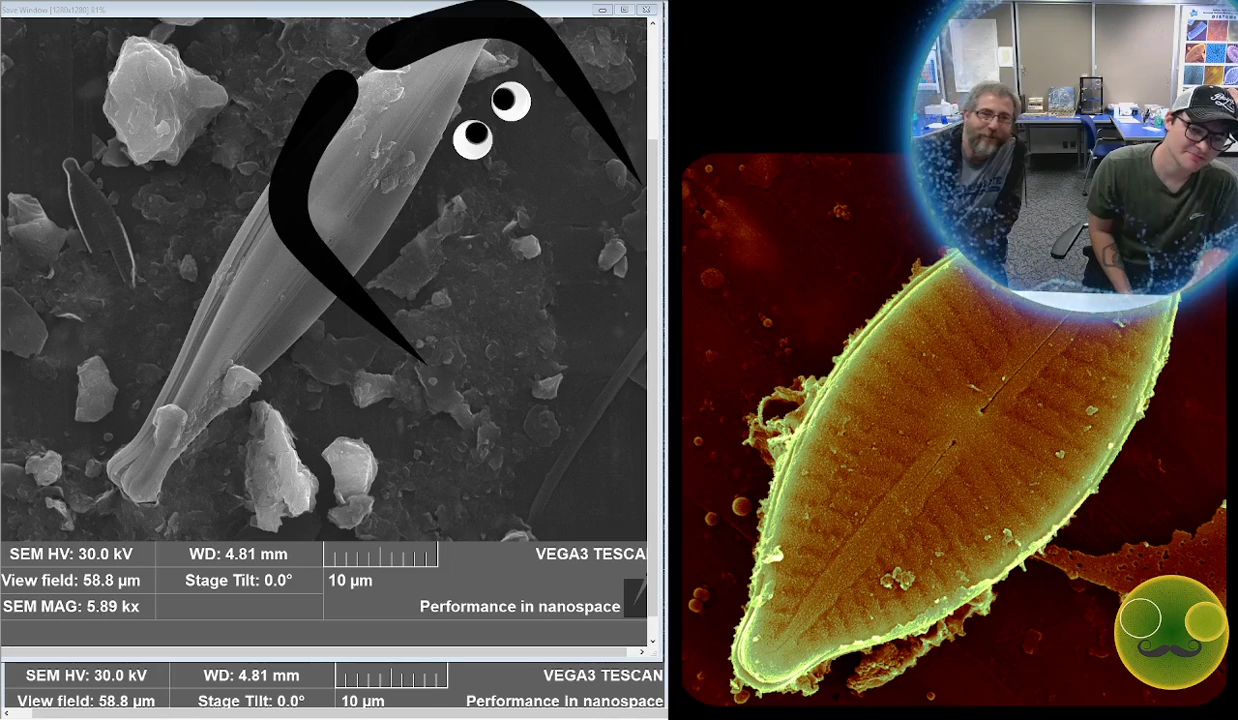 Save Window [1280x1280] 81%
SEM HV: 30.0 kV
WD: 4.81 mm
VEGA3 TESCA
View field: 58.8 µm
Stage Tilt: 0.0°
10 µm
SEM MAG: 5.89 kx
Performance in nanospace
SEM HV: 30.0 kV
WD: 4.81 mm
VEGA3 TESCAN
View field: 58.8 µm
Stage Tilt: 0.0°
10 µm
Performance in nanospace